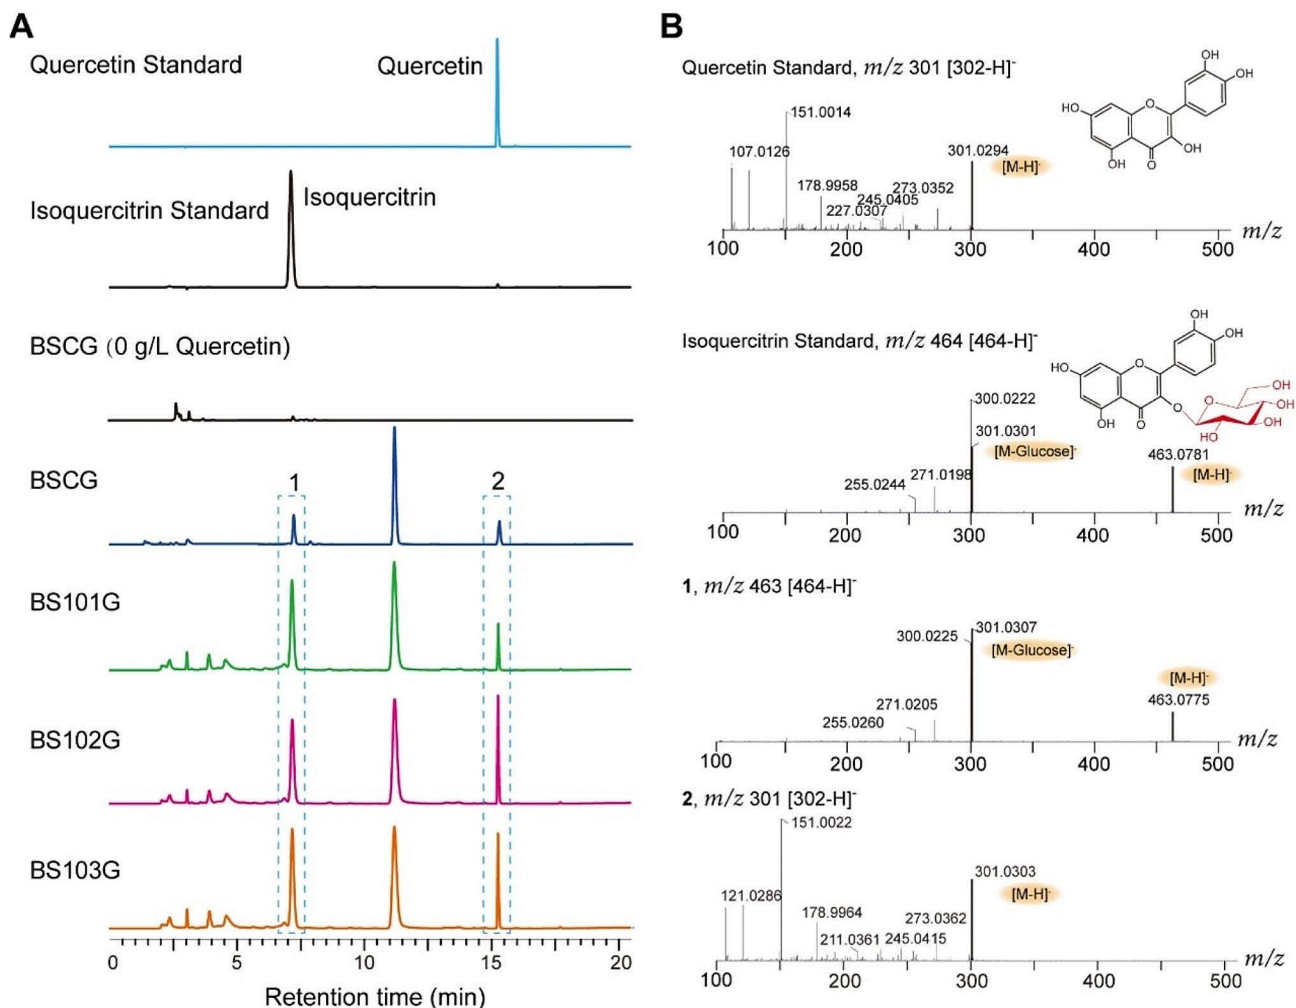 A
Quercetin Standard
Quercetin
Isoquercitrin Standard
Isoquercitrin
BSCG (0 g/L Quercetin)
BSCG
1
2
BS101G
BS102G
BS103G
0 5 10 15 20
Retention time (min)
B
Quercetin Standard, m/z 301 [302-H]-
OH
OH
HO
O
OH
OH
O
151.0014
107.0126
178.9958
227.0307
245.0405
273.0352
301.0294
[M-H]-
m/z
100 200 300 400 500
Isoquercitrin Standard, m/z 464 [464-H]-
OH
OH
HO
O
O
OH
O
O
OH
OH
OH
HO
300.0222
301.0301
[M-Glucose]-
255.0244
271.0198
463.0781
[M-H]-
m/z
100 200 300 400 500
1, m/z 463 [464-H]-
300.0225
301.0307
[M-Glucose]-
271.0205
255.0260
[M-H]-
463.0775
m/z
100 200 300 400 500
2, m/z 301 [302-H]-
151.0022
121.0286
178.9964
211.0361
245.0415
273.0362
301.0303
[M-H]-
m/z
100 200 300 400 500